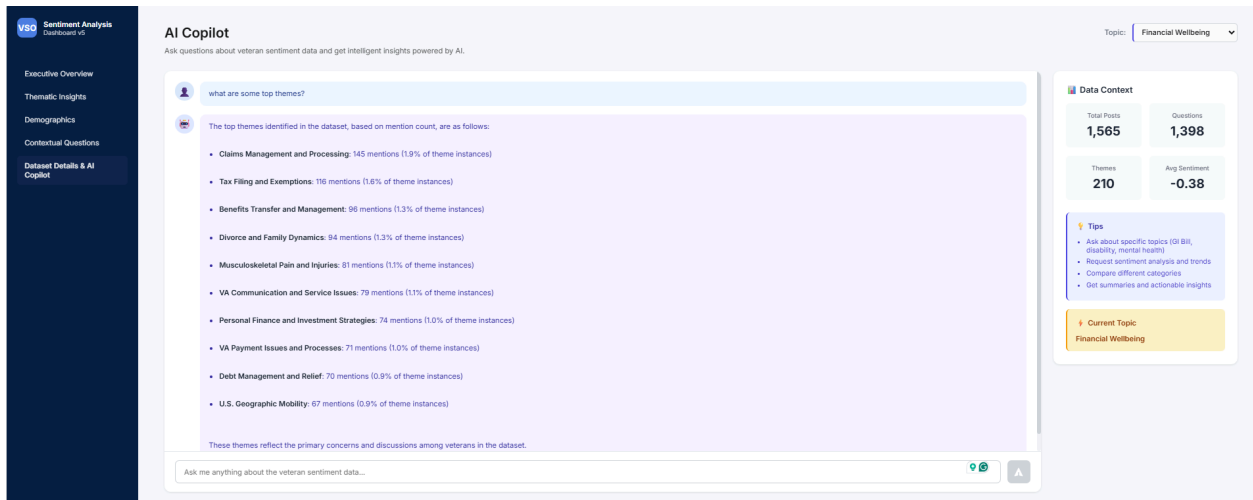 VSO
Sentiment Analysis
Dashboard v5
Executive Overview
Thematic Insights
Demographics
Contextual Questions
Dataset Details & AI
Copilot
AI Copilot
Ask questions about veteran sentiment data and get intelligent insights powered by AI.
Topic:
Financial Wellbeing
what are some top themes?
The top themes identified in the dataset, based on mention count, are as follows:
• Claims Management and Processing: 145 mentions (1.9% of theme instances)
• Tax Filing and Exemptions: 116 mentions (1.6% of theme instances)
• Benefits Transfer and Management: 96 mentions (1.3% of theme instances)
• Divorce and Family Dynamics: 94 mentions (1.3% of theme instances)
• Musculoskeletal Pain and Injuries: 81 mentions (1.1% of theme instances)
• VA Communication and Service Issues: 79 mentions (1.1% of theme instances)
• Personal Finance and Investment Strategies: 74 mentions (1.0% of theme instances)
• VA Payment Issues and Processes: 71 mentions (1.0% of theme instances)
• Debt Management and Relief: 70 mentions (0.9% of theme instances)
• U.S. Geographic Mobility: 67 mentions (0.9% of theme instances)
These themes reflect the primary concerns and discussions among veterans in the dataset.
Ask me anything about the veteran sentiment data...
Data Context
Total Posts
1,565
Questions
1,398
Themes
210
Avg Sentiment
-0.38
Tips
• Ask about specific topics (GI Bill,
disability, mental health)
• Request sentiment analysis and trends
• Compare different categories
• Get summaries and actionable insights
Current Topic
Financial Wellbeing